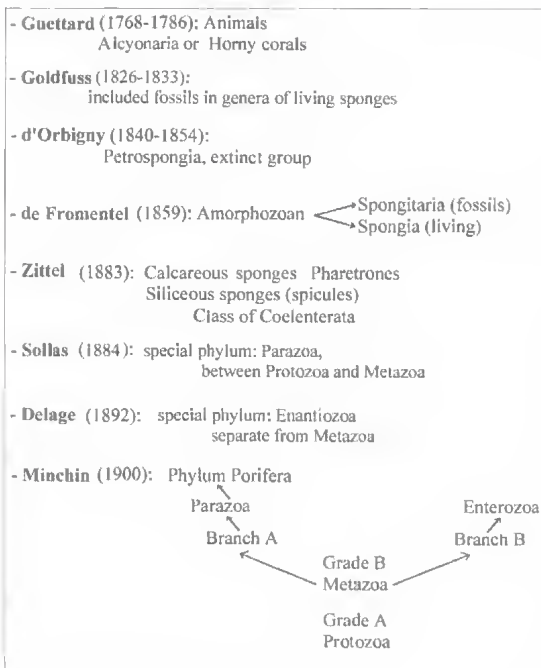 - Guettard (1768-1786): Animals
Alcyonaria or Horny corals
- Goldfuss (1826-1833):
included fossils in genera of living sponges
- d'Orbigny (1840-1854):
Petrospongia, extinct group
- de Fromentel (1859): Amorphozoan
Spongitaria (fossils)
Spongia (living)
- Zittel (1883): Calcareous sponges Pharetrones
Siliceous sponges (spicules)
Class of Coelenterata
- Sollas (1884): special phylum: Parazoa,
between Protozoa and Metazoa
- Delage (1892): special phylum: Enantiozoa
separate from Metazoa
- Minchin (1900): Phylum Porifera
Parazoa Enterozoa
Branch A Branch B
Grade B
Metazoa
Grade A
Protozoa